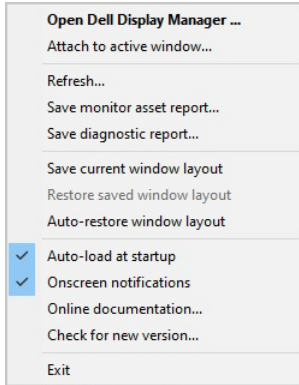 Open Dell Display Manager ...
Attach to active window...
Refresh...
Save monitor asset report...
Save diagnostic report...
Save current window layout
Restore saved window layout
Auto-restore window layout
Auto-load at startup
Onscreen notifications
Online documentation...
Check for new version...
Exit